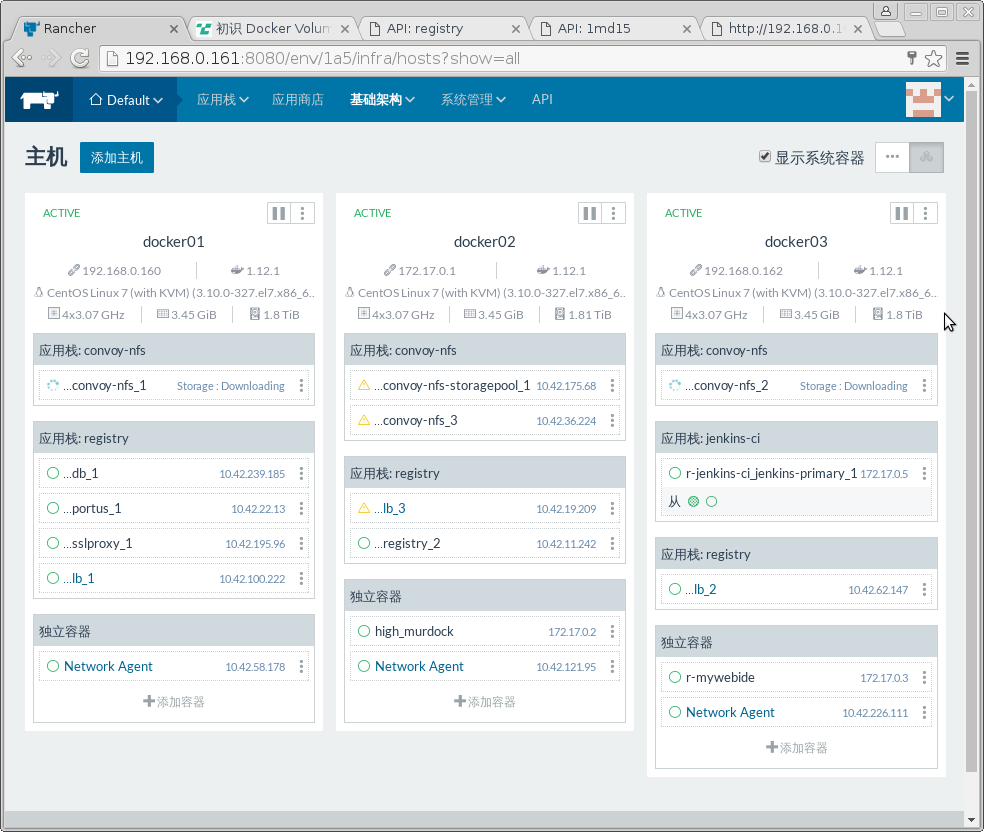 Rancher
初识 Docker Volum
API: registry
API: 1md15
http://192.168.0.1
192.168.0.161:8080/env/1a5/infra/hosts?show=all
Default
应用栈
应用商店
基础架构
系统管理
API
主机
添加主机
显示系统容器
ACTIVE
docker01
192.168.0.160
1.12.1
CentOS Linux 7 (with KVM) (3.10.0-327.el7.x86_6..
4x3.07 GHz
3.45 GiB
1.8 TiB
应用栈: convoy-nfs
...convoy-nfs_1
Storage : Downloading
应用栈: registry
...db_1
10.42.239.185
...portus_1
10.42.22.13
...sslproxy_1
10.42.195.96
...lb_1
10.42.100.222
独立容器
Network Agent
10.42.58.178
添加容器
ACTIVE
docker02
172.17.0.1
1.12.1
CentOS Linux 7 (with KVM) (3.10.0-327.el7.x86_6..
4x3.07 GHz
3.45 GiB
1.81 TiB
应用栈: convoy-nfs
...convoy-nfs-storagepool_1
10.42.175.68
...convoy-nfs_3
10.42.36.224
应用栈: registry
...lb_3
10.42.19.209
...registry_2
10.42.11.242
独立容器
high_murdock
172.17.0.2
Network Agent
10.42.121.95
添加容器
ACTIVE
docker03
192.168.0.162
1.12.1
CentOS Linux 7 (with KVM) (3.10.0-327.el7.x86_6..
4x3.07 GHz
3.45 GiB
1.8 TiB
应用栈: convoy-nfs
...convoy-nfs_2
Storage : Downloading
应用栈: jenkins-ci
r-jenkins-ci_jenkins-primary_1
172.17.0.5
从
应用栈: registry
...lb_2
10.42.62.147
独立容器
r-mywebide
172.17.0.3
Network Agent
10.42.226.111
添加容器